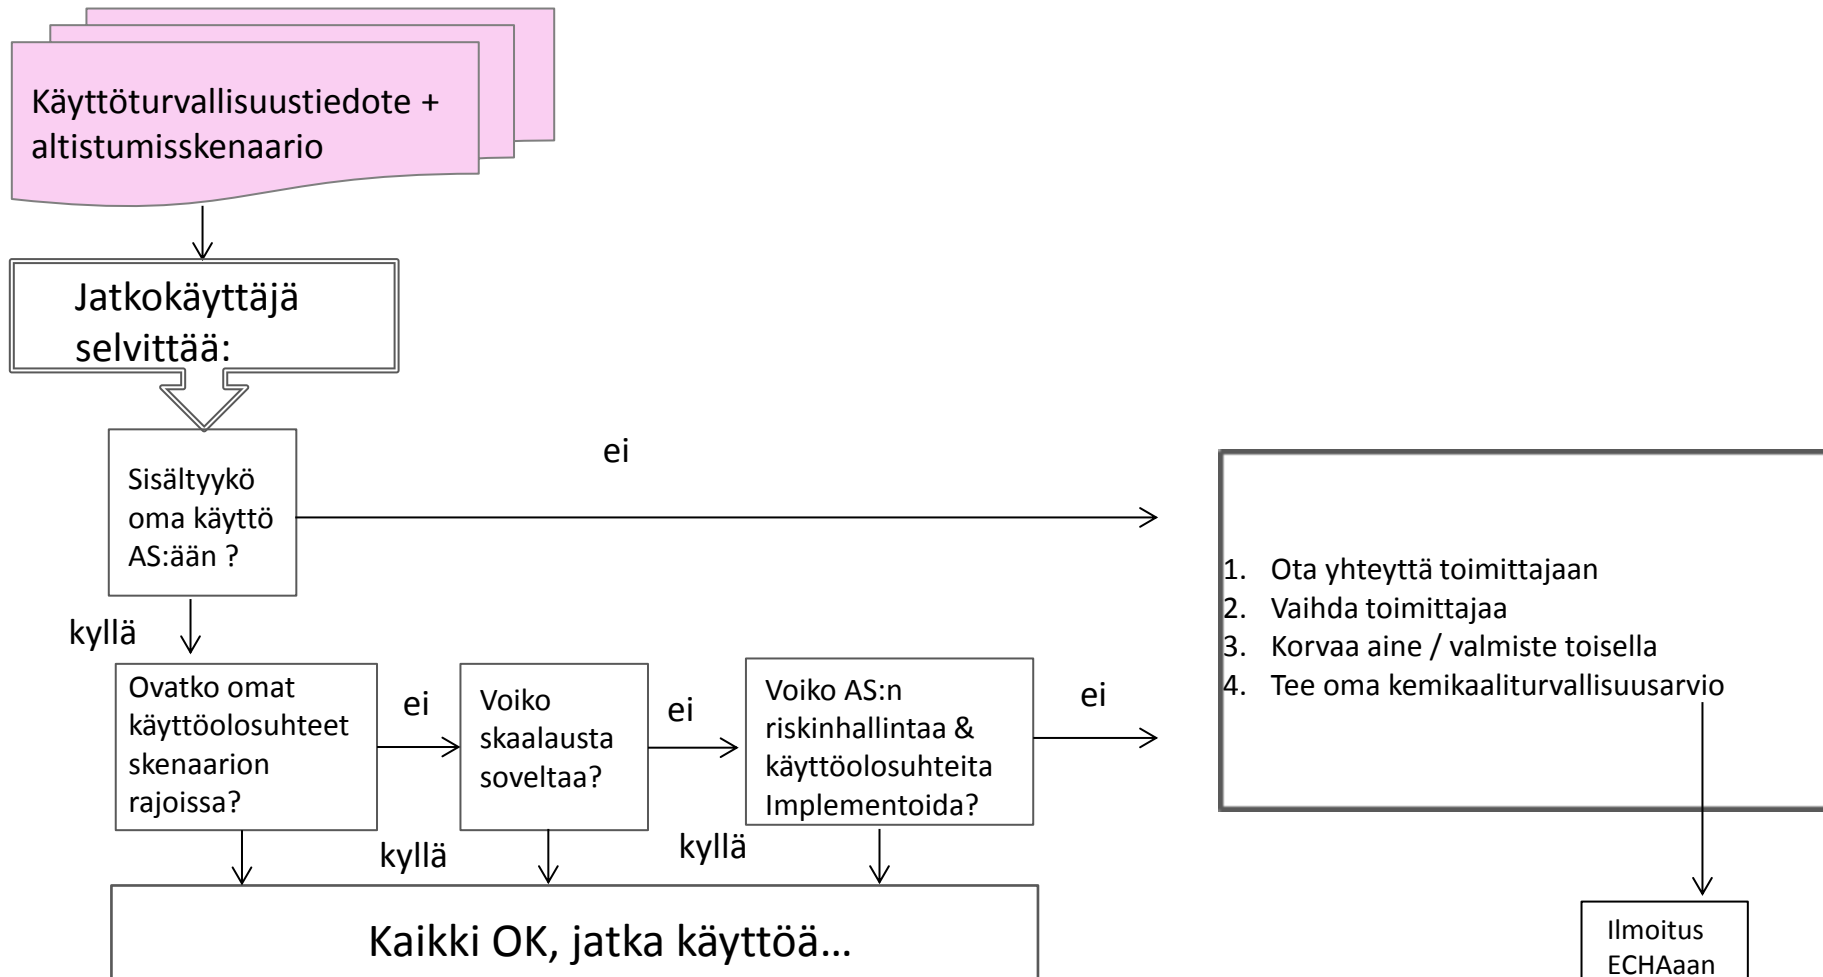 Käyttöturvallisuustiedote +
altistumisskenaario
Jatkokäyttäjä
selvittää:
Sisältyykö
oma käyttö
AS:ään ?
ei
kyllä
Ovatko omat
käyttöolosuhteet
skenaarion
rajoissa?
ei
Voiko
skaalausta
soveltaa?
ei
Voiko AS:n
riskinhallintaa &
käyttöolosuhteita
Implementoida?
ei
1. Ota yhteyttä toimittajaan
2. Vaihda toimittajaa
3. Korvaa aine / valmiste toisella
4. Tee oma kemikaaliturvallisuusarvio
kyllä
kyllä
Kaikki OK, jatka käyttöä...
Ilmoitus
ECHAaan